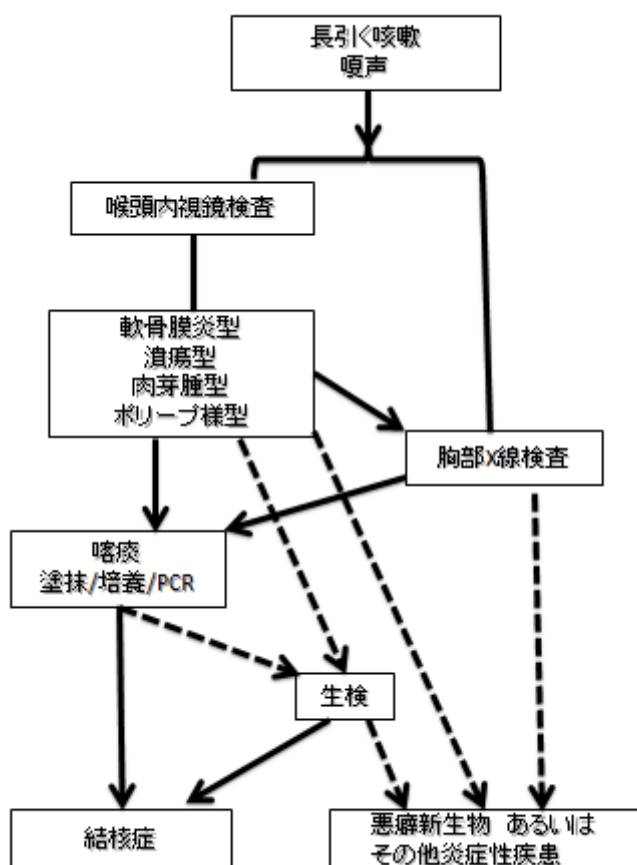 長引く咳嗽
嗄声
喉頭内視鏡検査
軟骨膜炎型
潰瘍型
肉芽腫型
ポリープ様型
胸部X線検査
喀痰
塗抹/培養/PCR
生検
結核症
悪癖新生物 あるいは
その他炎症性疾患